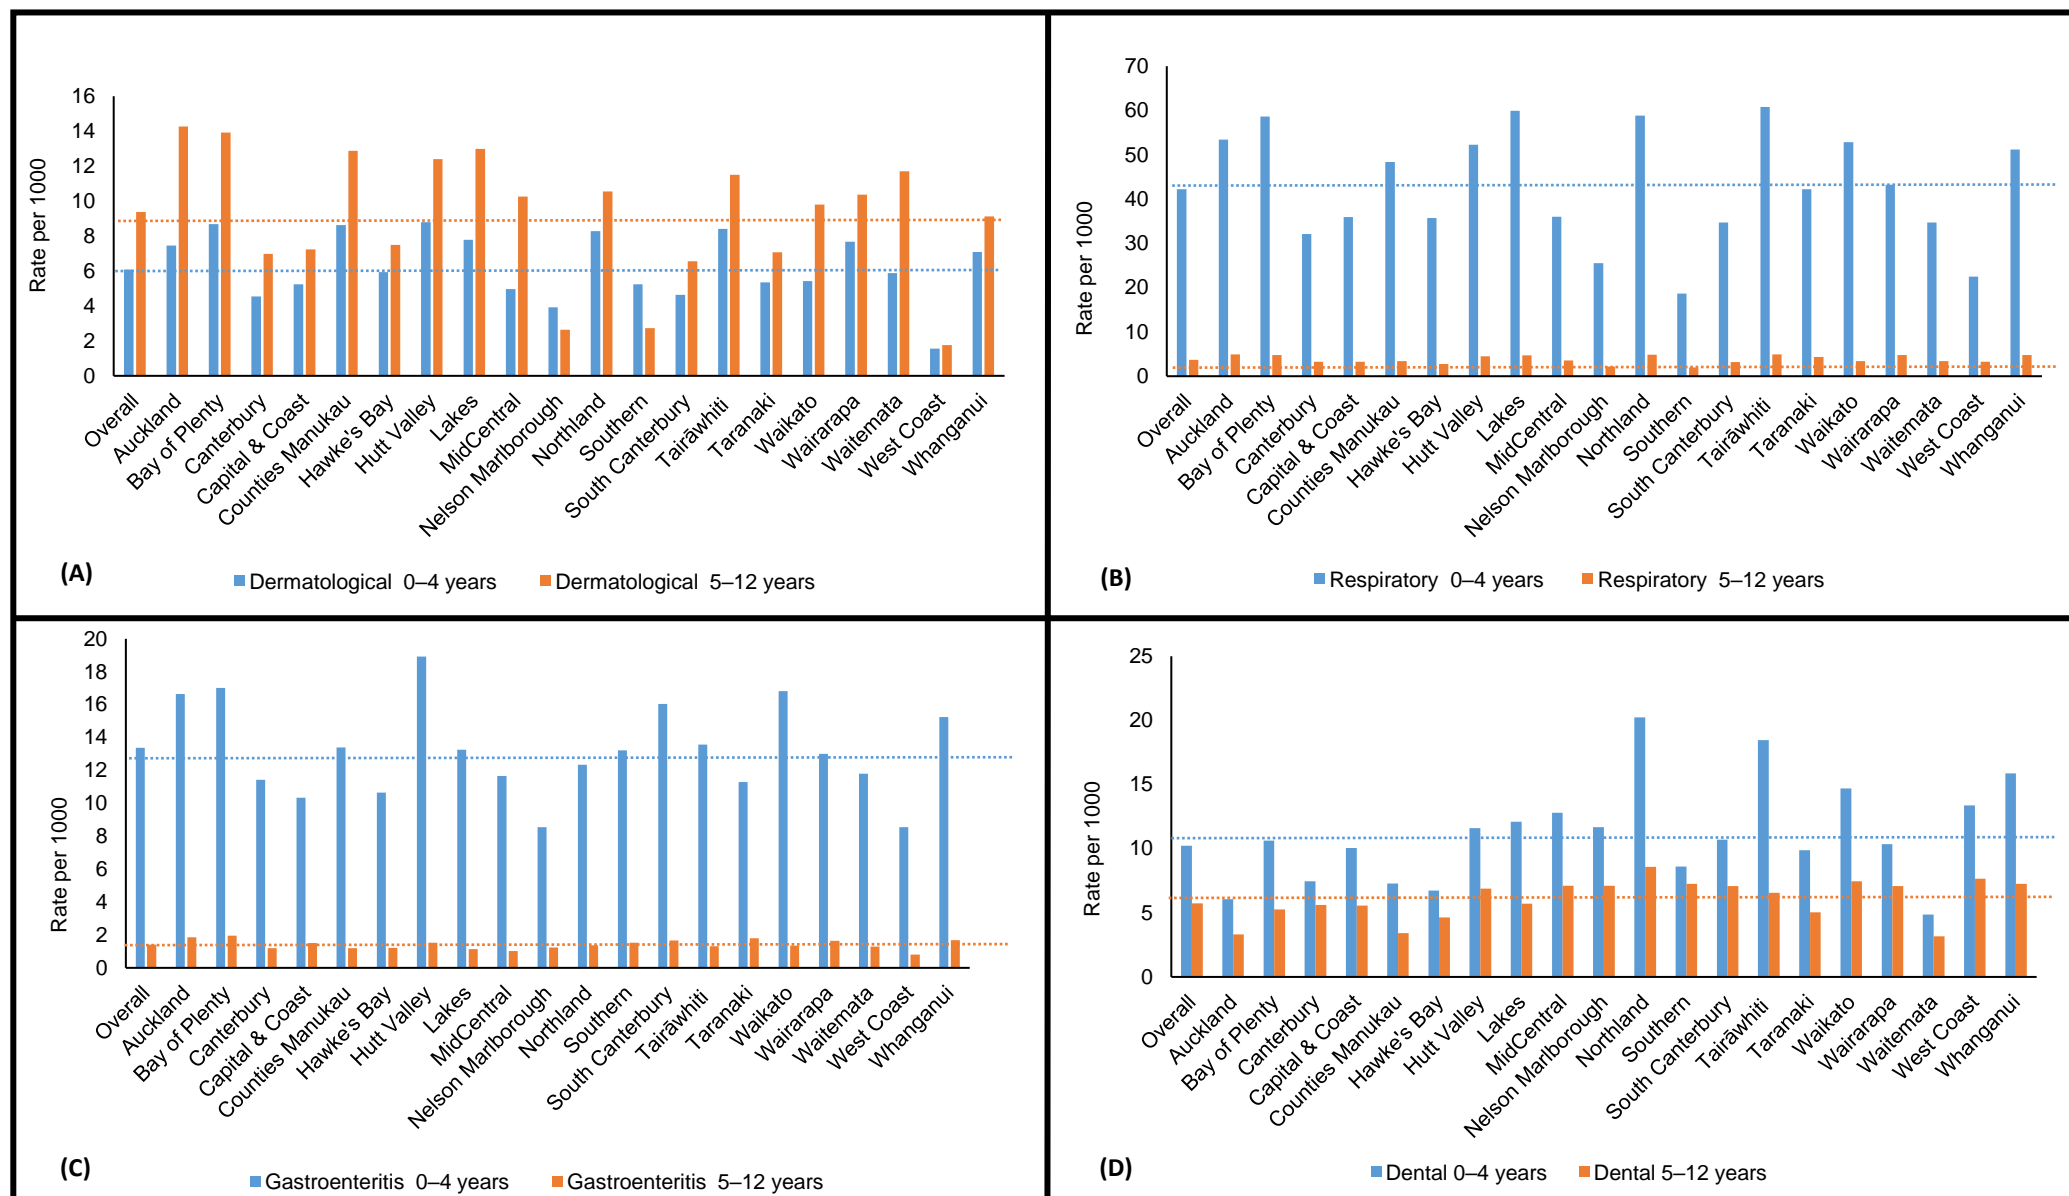 16
14
12
10
8
6
4
2
0
Rate per 1000
Overall
Auckland
Bay of Plenty
Canterbury
Capital & Coast
Counties Manukau
Hawke's Bay
Hutt Valley
Lakes
MidCentral
Nelson Marlborough
Northland
Southern
South Canterbury
Tairāwhiti
Taranaki
Waikato
Wairarapa
Waitemata
West Coast
Whanganui
(A)
Dermatological 0–4 years Dermatological 5–12 years
70
60
50
40
30
20
10
0
Rate per 1000
Overall
Auckland
Bay of Plenty
Canterbury
Capital & Coast
Counties Manukau
Hawke's Bay
Hutt Valley
Lakes
MidCentral
Nelson Marlborough
Northland
Southern
South Canterbury
Tairāwhiti
Taranaki
Waikato
Wairarapa
Waitemata
West Coast
Whanganui
(B)
Respiratory 0–4 years Respiratory 5–12 years
20
18
16
14
12
10
8
6
4
2
0
Rate per 1000
Overall
Auckland
Bay of Plenty
Canterbury
Capital & Coast
Counties Manukau
Hawke's Bay
Hutt Valley
Lakes
MidCentral
Nelson Marlborough
Northland
Southern
South Canterbury
Tairāwhiti
Taranaki
Waikato
Wairarapa
Waitemata
West Coast
Whanganui
(C)
Gastroenteritis 0–4 years Gastroenteritis 5–12 years
25
20
15
10
5
0
Rate per 1000
Overall
Auckland
Bay of Plenty
Canterbury
Capital & Coast
Counties Manukau
Hawke's Bay
Hutt Valley
Lakes
MidCentral
Nelson Marlborough
Northland
Southern
South Canterbury
Tairāwhiti
Taranaki
Waikato
Wairarapa
Waitemata
West Coast
Whanganui
(D)
Dental 0–4 years Dental 5–12 years